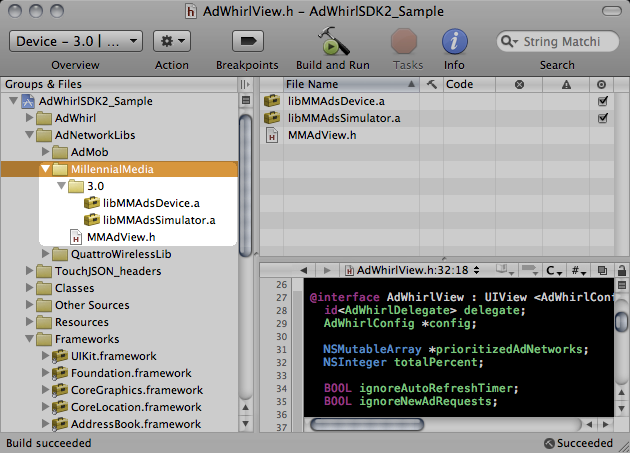 AdWhirlView.h - AdWhirlSDK2_Sample
Device - 3.0 | ...
String Matchi
Overview
Action
Breakpoints
Build and Run
Tasks
Info
Search
Groups & Files
AdWhirlSDK2_Sample
AdWhirl
AdNetworkLibs
AdMob
MillennialMedia
3.0
libMMAdsDevice.a
libMMAdsSimulator.a
MMAdView.h
QuattroWirelessLib
TouchJSON_headers
Classes
Other Sources
Resources
Frameworks
UIKit.framework
Foundation.framework
CoreGraphics.framework
CoreLocation.framework
AddressBook.framework
File Name
Code
libMMAdsDevice.a
libMMAdsSimulator.a
MMAdView.h
AdWhirlView.h:32:18
C
#
26
27 @interface AdWhirlView : UIView <AdWhirlConf
28 id<AdWhirlDelegate> delegate;
29 AdWhirlConfig *config;
30
31 NSMutableArray *prioritizedAdNetworks;
32 NSInteger totalPercent;
33
34 BOOL ignoreAutoRefreshTimer;
35 BOOL ignoreNewAdRequests;
36
37
Build succeeded
Succeeded